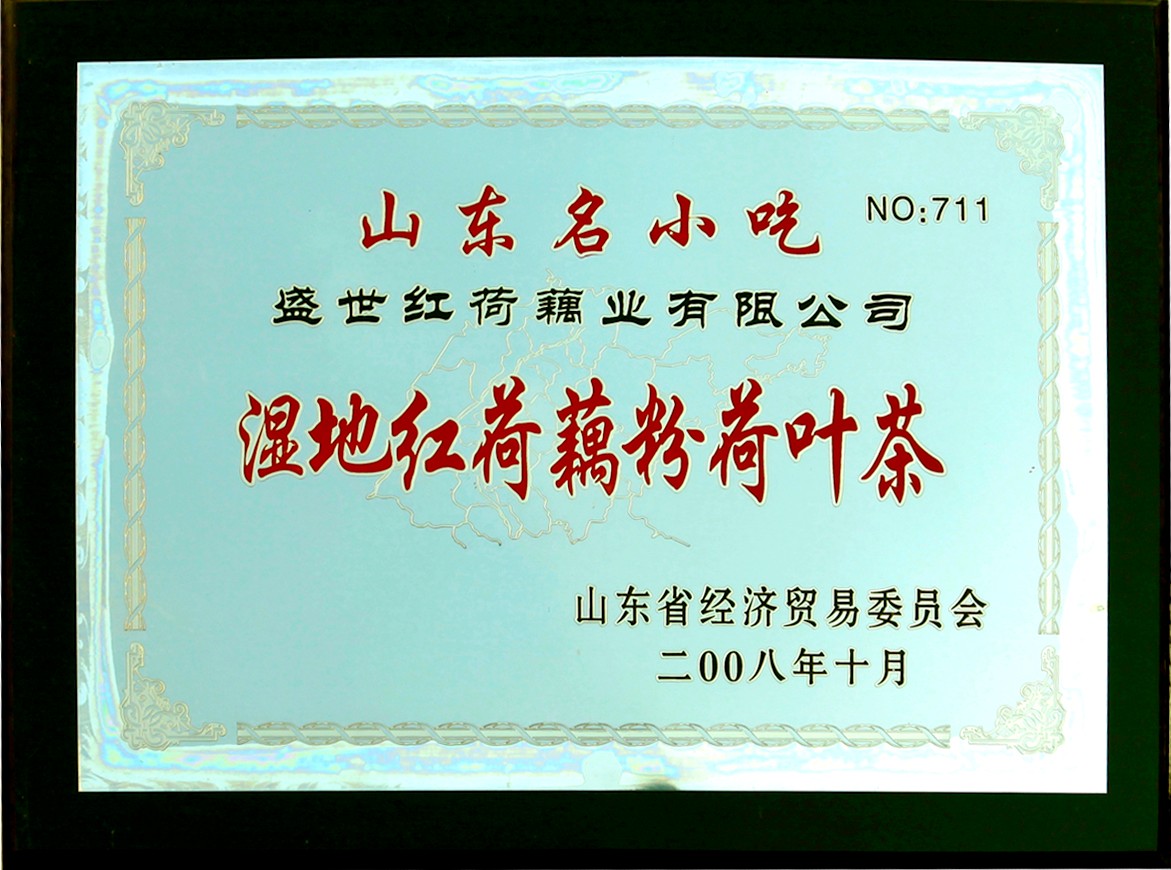 山东名小吃 NO:711
盛世红荷藕业有限公司
湿地红荷藕粉荷叶茶
山东省经济贸易委员会
二00八年十月